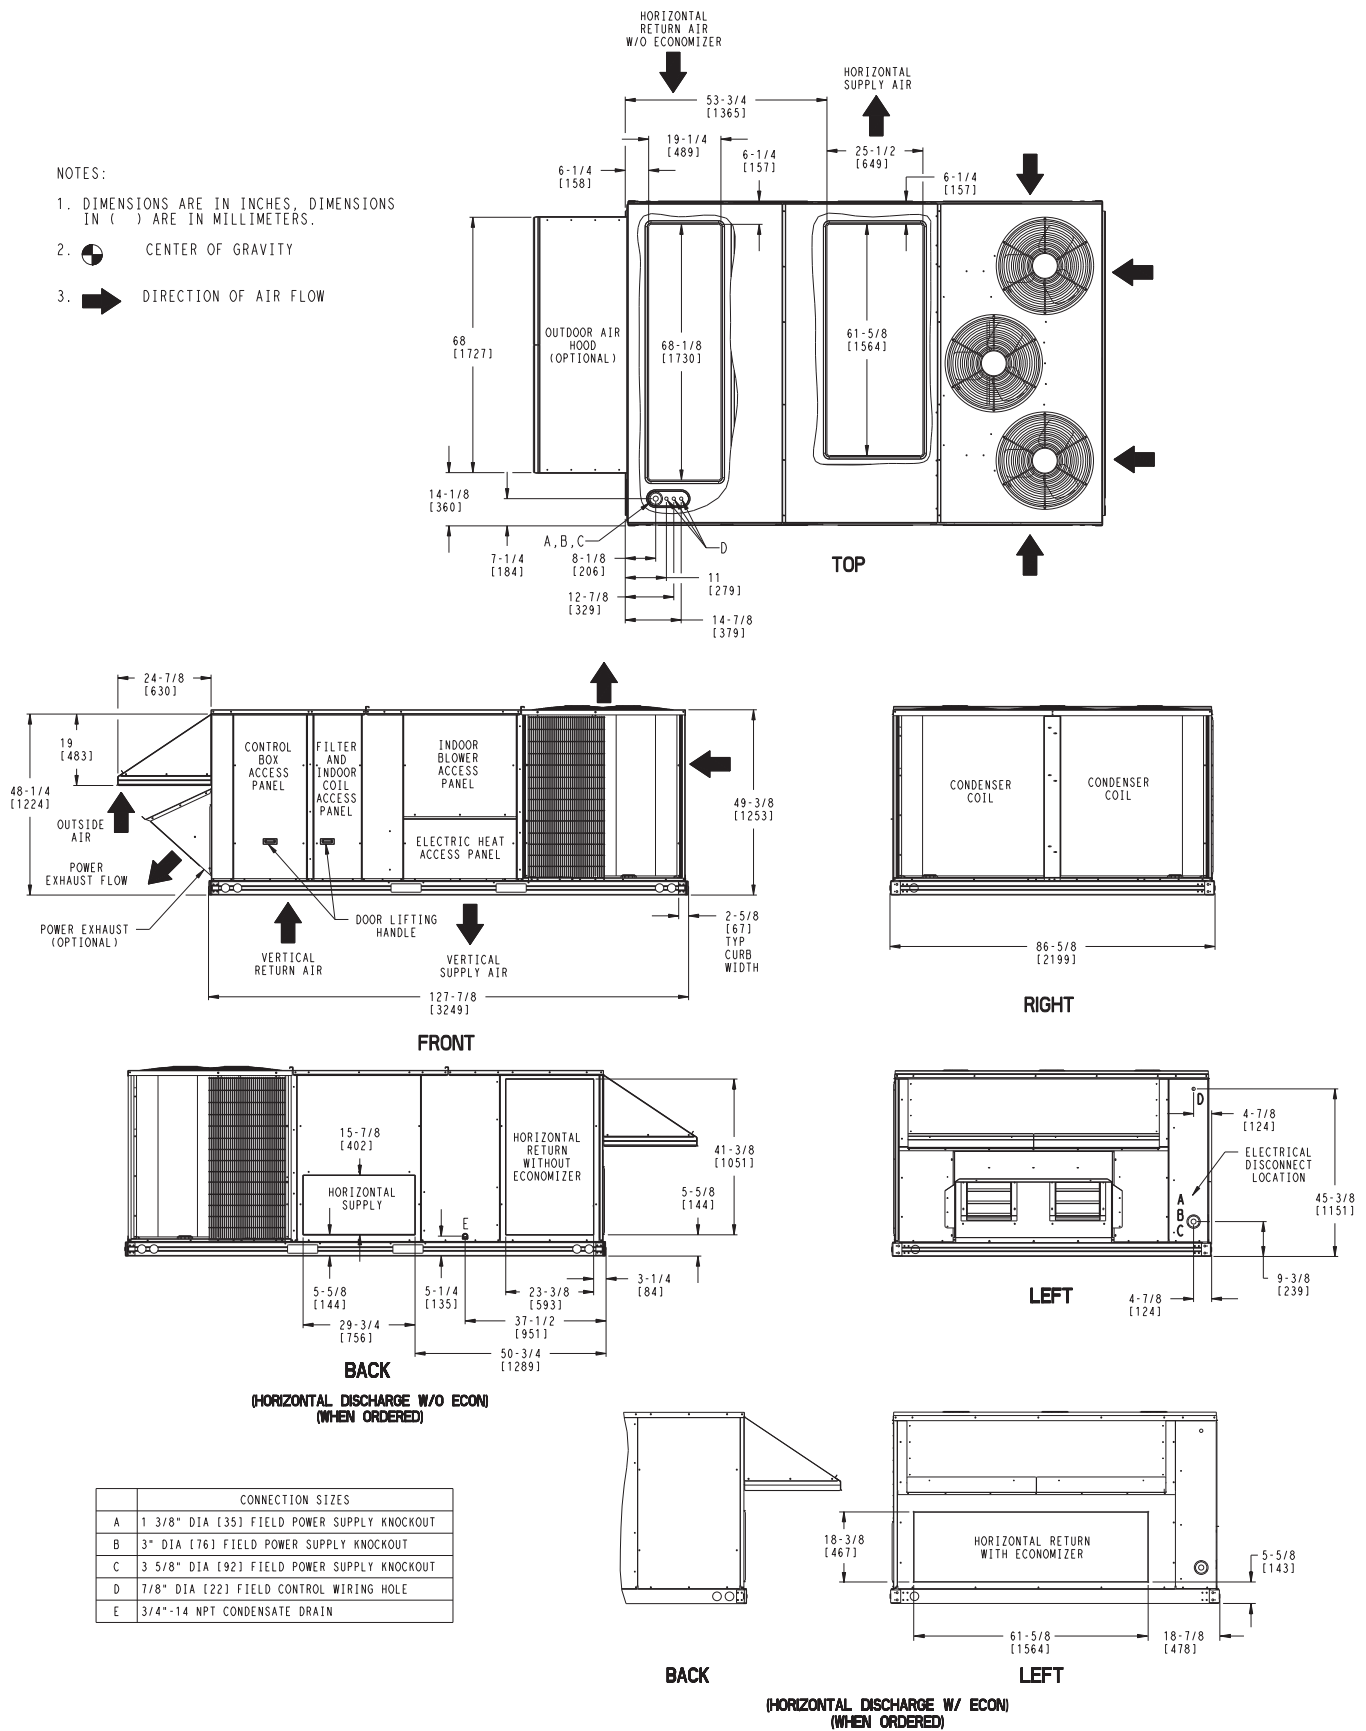 HORIZONTAL
RETURN AIR
W/O ECONOMIZER
HORIZONTAL
SUPPLY AIR
53-3/4
[1365]
19-1/4
[489]
6-1/4
[157]
25-1/2
[649]
6-1/4
[158]
6-1/4
[157]
NOTES:
1. DIMENSIONS ARE IN INCHES, DIMENSIONS
IN ( ) ARE IN MILLIMETERS.
2. CENTER OF GRAVITY
3. DIRECTION OF AIR FLOW
68
[1727]
OUTDOOR AIR
HOOD
(OPTIONAL)
68-1/8
[1730]
61-5/8
[1564]
14-1/8
[360]
A,B,C
D
7-1/4
[184]
8-1/8
[206]
11
[279]
12-7/8
[329]
14-7/8
[379]
TOP
24-7/8
[630]
19
[483]
48-1/4
[1224]
OUTSIDE
AIR
POWER
EXHAUST FLOW
POWER EXHAUST
(OPTIONAL)
CONTROL
BOX
ACCESS
PANEL
FILTER
AND
INDOOR
COIL
ACCESS
PANEL
INDOOR
BLOWER
ACCESS
PANEL
ELECTRIC HEAT
ACCESS PANEL
49-3/8
[1253]
DOOR LIFTING
HANDLE
VERTICAL
RETURN AIR
VERTICAL
SUPPLY AIR
2-5/8
[67]
TYP
CURB
WIDTH
127-7/8
[3249]
FRONT
CONDENSER
COIL
CONDENSER
COIL
86-5/8
[2199]
RIGHT
15-7/8
[402]
HORIZONTAL
SUPPLY
E
HORIZONTAL
RETURN
WITHOUT
ECONOMIZER
41-3/8
[1051]
5-5/8
[144]
5-5/8
[144]
5-1/4
[135]
23-3/8
[593]
3-1/4
[84]
29-3/4
[756]
37-1/2
[951]
50-3/4
[1289]
BACK
(HORIZONTAL DISCHARGE W/O ECON)
(WHEN ORDERED)
D
4-7/8
[124]
ELECTRICAL
DISCONNECT
LOCATION
A
B
C
45-3/8
[1151]
9-3/8
[239]
4-7/8
[124]
LEFT
CONNECTION SIZES
A 1 3/8" DIA [35] FIELD POWER SUPPLY KNOCKOUT
B 3" DIA [76] FIELD POWER SUPPLY KNOCKOUT
C 3 5/8" DIA [92] FIELD POWER SUPPLY KNOCKOUT
D 7/8" DIA [22] FIELD CONTROL WIRING HOLE
E 3/4"-14 NPT CONDENSATE DRAIN
18-3/8
[467]
HORIZONTAL RETURN
WITH ECONOMIZER
5-5/8
[143]
61-5/8
[1564]
18-7/8
[478]
BACK
LEFT
(HORIZONTAL DISCHARGE W/ ECON)
(WHEN ORDERED)